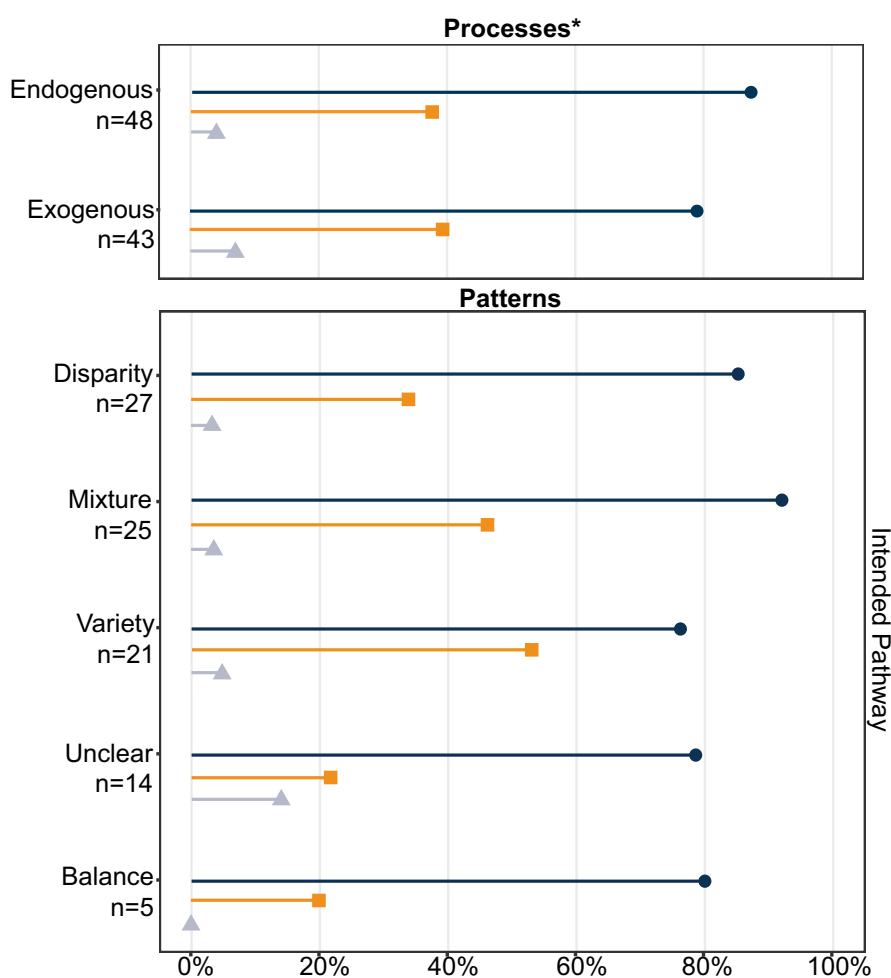 Processes*
Endogenous
n=48
Exogenous
n=43
Patterns
Disparity
n=27
Mixture
n=25
Variety
n=21
Unclear
n=14
Balance
n=5
Intended Pathway
0%
20%
40%
60%
80%
100%